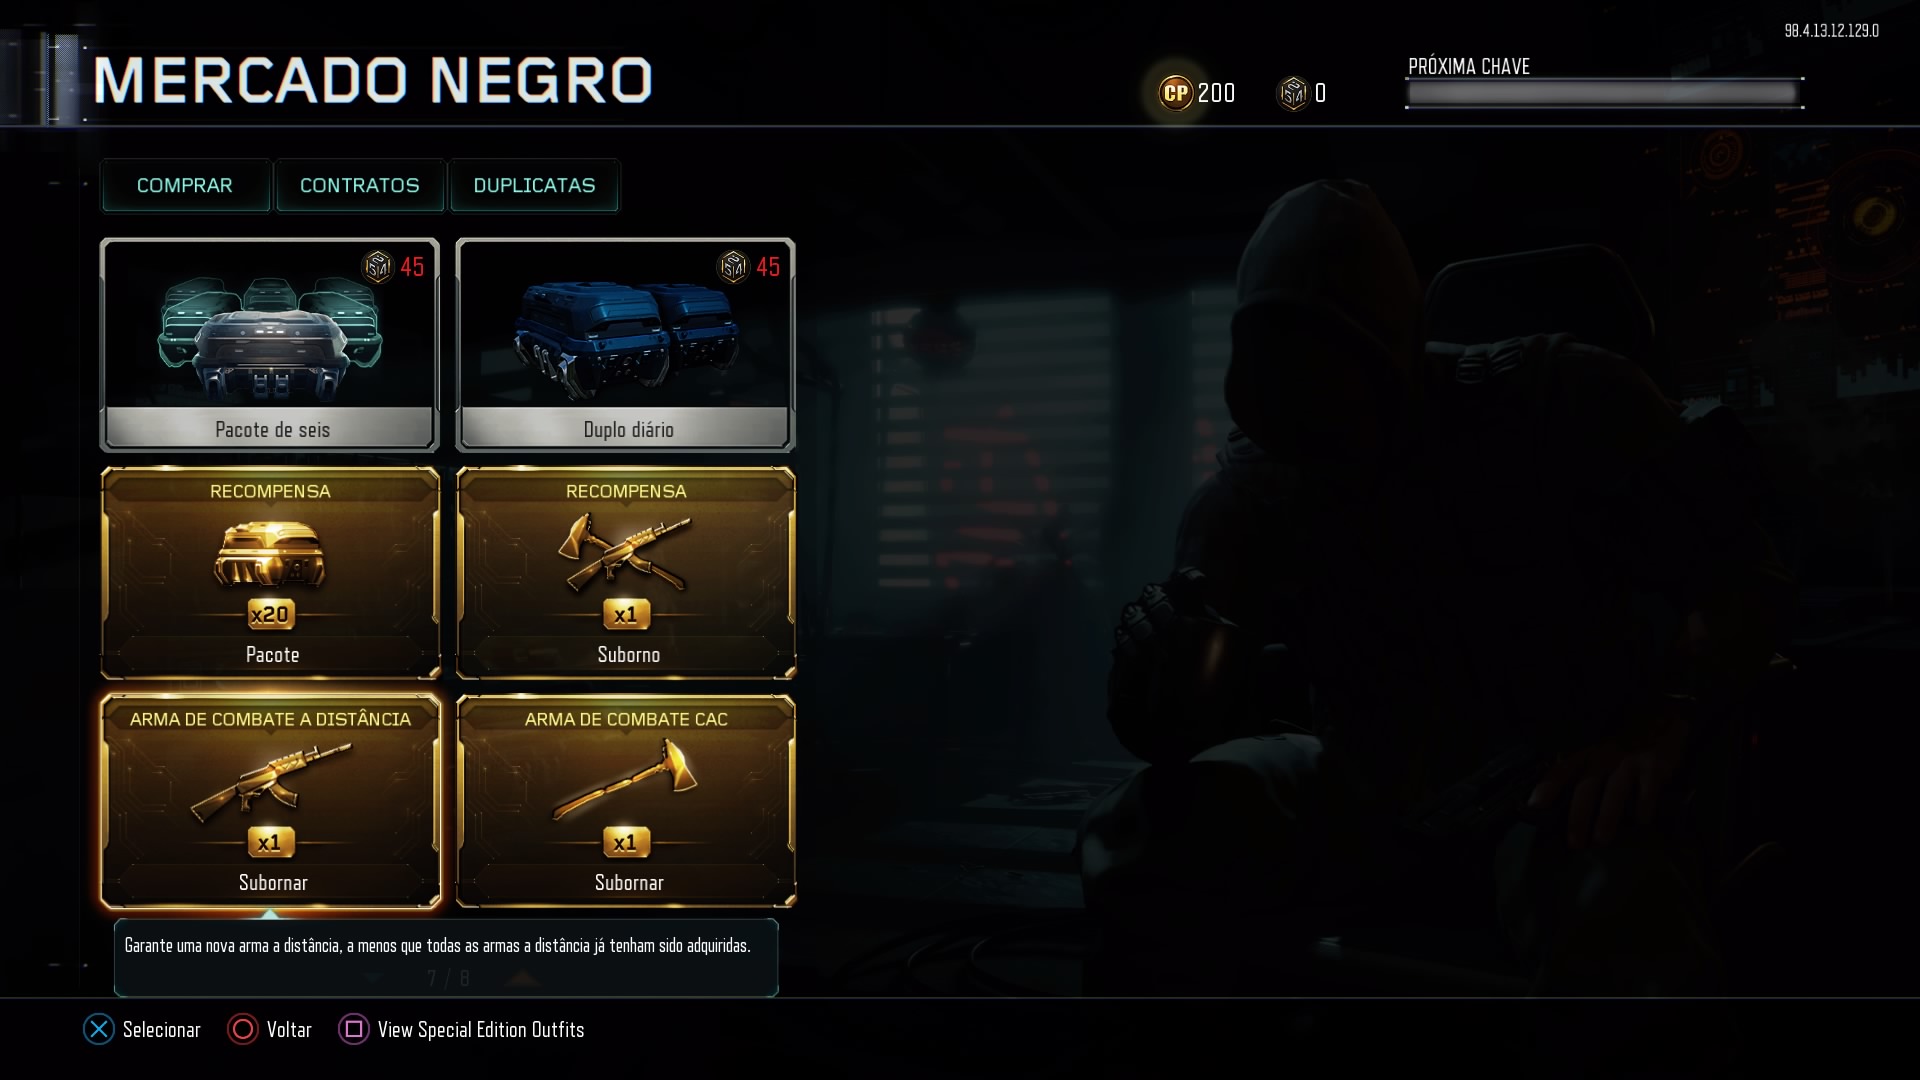 98.4.13.12.129.0
MERCADO NEGRO
CP 200
0
PRÓXIMA CHAVE
COMPRAR
CONTRATOS
DUPLICATAS
45
45
Pacote de seis
Duplo diário
RECOMPENSA
RECOMPENSA
x20
x1
Pacote
Suborno
ARMA DE COMBATE A DISTÂNCIA
ARMA DE COMBATE CAC
x1
x1
Subornar
Subornar
Garante uma nova arma a distância, a menos que todas as armas a distância já tenham sido adquiridas.
7 / 8
Selecionar
Voltar
View Special Edition Outfits